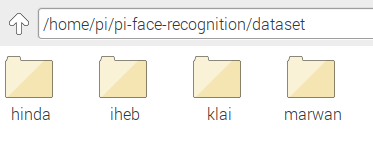 /home/pi/pi-face-recognition/dataset
hinda iheb klai marwan